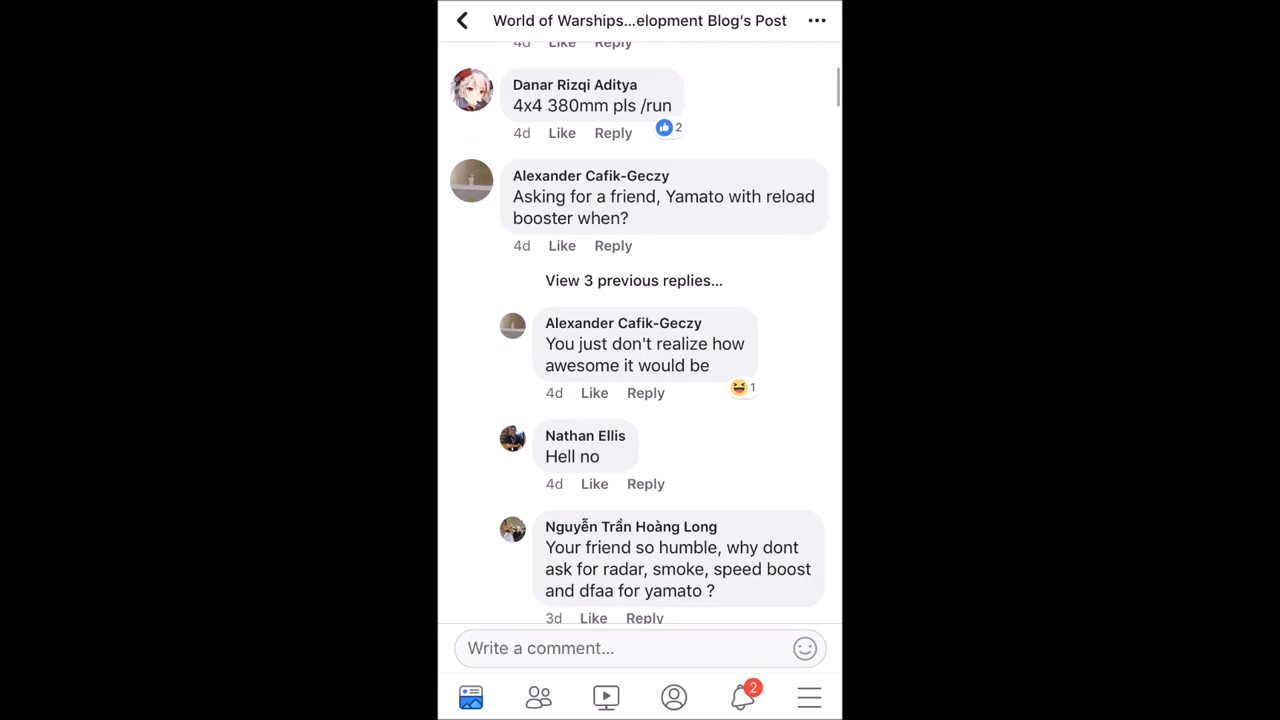 World of Warships...elopment Blog's Post
4d Like Reply
Danar Rizqi Aditya
4x4 380mm pls /run
4d Like Reply 2
Alexander Cafik-Geczy
Asking for a friend, Yamato with reload
booster when?
4d Like Reply
View 3 previous replies...
Alexander Cafik-Geczy
You just don't realize how
awesome it would be
4d Like Reply 1
Nathan Ellis
Hell no
4d Like Reply
Nguyễn Trần Hoàng Long
Your friend so humble, why dont
ask for radar, smoke, speed boost
and dfaa for yamato ?
3d Like Reply
Write a comment...
2